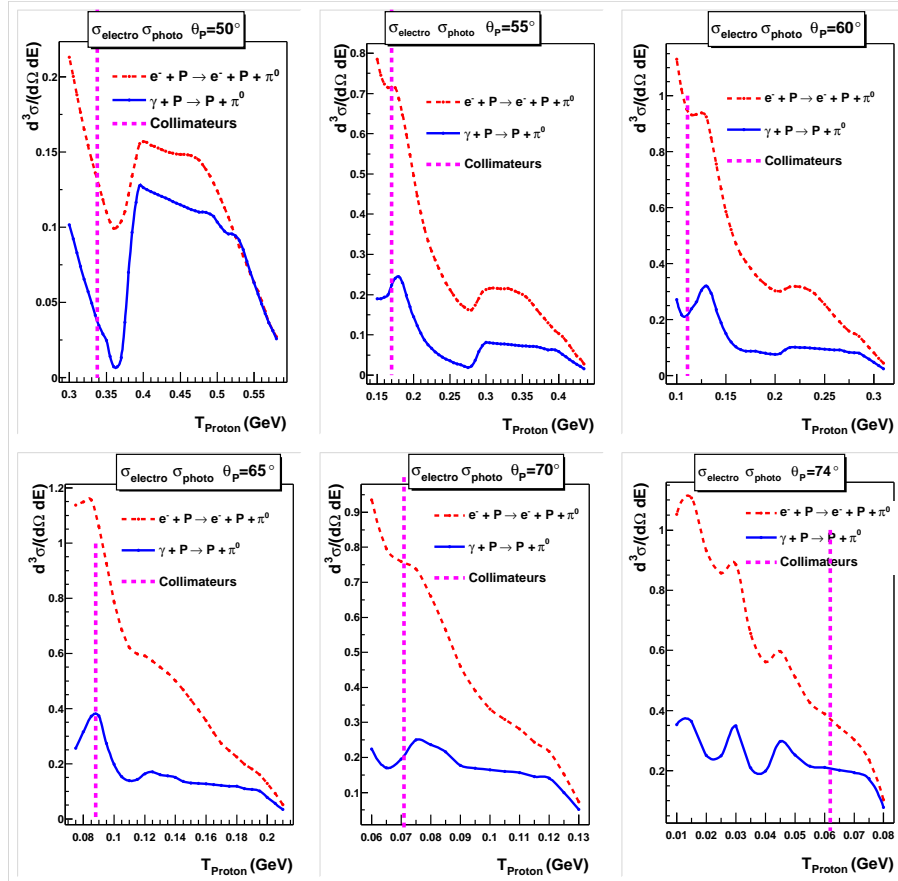 σelectro σphoto θP=50°
d³σ/(dΩ dE)
e⁻ + P → e⁻ + P + π⁰
γ + P → P + π⁰
Collimateurs
0.2
0.15
0.1
0.05
0
0.3 0.35 0.4 0.45 0.5 0.55
TProton (GeV)
σelectro σphoto θP=55°
d³σ/(dΩ dE)
e⁻ + P → e⁻ + P + π⁰
γ + P → P + π⁰
Collimateurs
0.8
0.7
0.6
0.5
0.4
0.3
0.2
0.1
0
0.15 0.2 0.25 0.3 0.35 0.4
TProton (GeV)
σelectro σphoto θP=60°
d³σ/(dΩ dE)
e⁻ + P → e⁻ + P + π⁰
γ + P → P + π⁰
Collimateurs
1
0.8
0.6
0.4
0.2
0
0.1 0.15 0.2 0.25 0.3
TProton (GeV)
σelectro σphoto θP=65°
d³σ/(dΩ dE)
e⁻ + P → e⁻ + P + π⁰
γ + P → P + π⁰
Collimateurs
1.2
1
0.8
0.6
0.4
0.2
0
0.08 0.1 0.12 0.14 0.16 0.18 0.2
TProton (GeV)
σelectro σphoto θP=70°
d³σ/(dΩ dE)
e⁻ + P → e⁻ + P + π⁰
γ + P → P + π⁰
Collimateurs
0.9
0.8
0.7
0.6
0.5
0.4
0.3
0.2
0.1
0.06 0.07 0.08 0.09 0.1 0.11 0.12 0.13
TProton (GeV)
σelectro σphoto θP=74°
d³σ/(dΩ dE)
e⁻ + P → e⁻ + P + π⁰
γ + P → P + π⁰
Collimateurs
1
0.8
0.6
0.4
0.2
0.01 0.02 0.03 0.04 0.05 0.06 0.07 0.08
TProton (GeV)